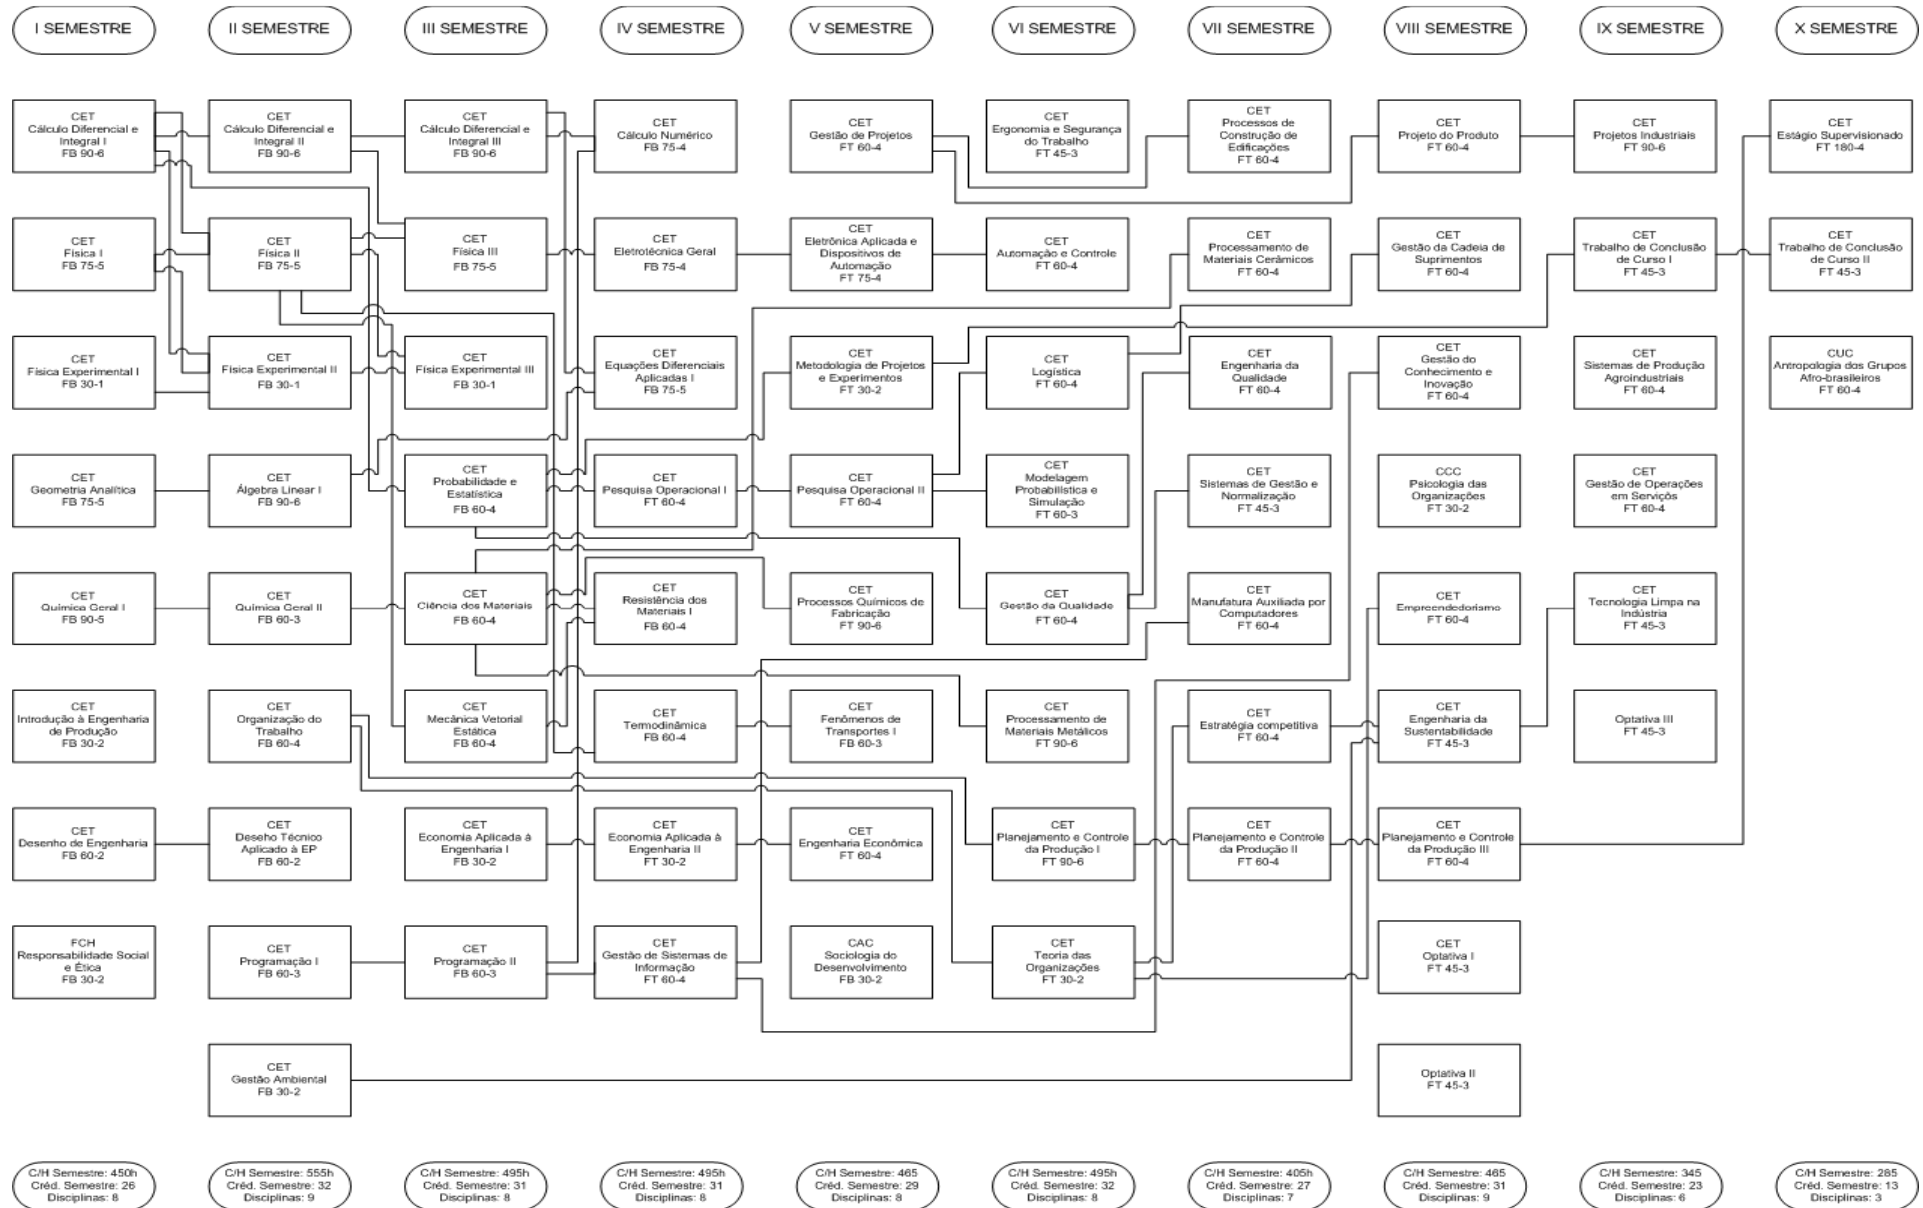 I SEMESTRE
II SEMESTRE
III SEMESTRE
IV SEMESTRE
V SEMESTRE
VI SEMESTRE
VII SEMESTRE
VIII SEMESTRE
IX SEMESTRE
X SEMESTRE
CET
Cálculo Diferencial e
Integral I
FB 90-6
CET
Cálculo Diferencial e
Integral II
FB 90-6
CET
Cálculo Diferencial e
Integral III
FB 90-6
CET
Cálculo Numérico
FB 75-4
CET
Gestão de Projetos
FT 60-4
CET
Ergonomia e Segurança
do Trabalho
FT 45-3
CET
Processos de
Construção de
Edificações
FT 60-4
CET
Projeto do Produto
FT 60-4
CET
Projetos Industriais
FT 90-6
CET
Estágio Supervisionado
FT 180-4
CET
Física I
FB 75-5
CET
Física II
FB 75-5
CET
Física III
FB 75-5
CET
Eletrotécnica Geral
FB 75-4
CET
Eletrônica Aplicada e
Dispositivos de
Automação
FT 75-4
CET
Automação e Controle
FT 60-4
CET
Processamento de
Materiais Cerâmicos
FT 60-4
CET
Gestão da Cadeia de
Suprimentos
FT 60-4
CET
Trabalho de Conclusão
de Curso I
FT 45-3
CET
Trabalho de Conclusão
de Curso II
FT 45-3
CET
Física Experimental I
FB 30-1
CET
Física Experimental II
FB 30-1
CET
Física Experimental III
FB 30-1
CET
Equações Diferenciais
Aplicadas I
FB 75-5
CET
Metodologia de Projetos
e Experimentos
FT 30-2
CET
Logística
FT 60-4
CET
Engenharia da
Qualidade
FT 60-4
CET
Gestão do
Conhecimento e
Inovação
FT 60-4
CET
Sistemas de Produção
Agroindustriais
FT 60-4
CUC
Antropologia dos Grupos
Afro-brasileiros
FT 60-4
CET
Geometria Analítica
FB 75-5
CET
Álgebra Linear I
FB 90-6
CET
Probabilidade e
Estatística
FB 60-4
CET
Pesquisa Operacional I
FT 60-4
CET
Pesquisa Operacional II
FT 60-4
CET
Modelagem
Probabilística e
Simulação
FT 60-3
CET
Sistemas de Gestão e
Normalização
FT 45-3
CCC
Psicologia das
Organizações
FT 30-2
CET
Gestão de Operações
em Serviços
FT 60-4
CET
Química Geral I
FB 90-5
CET
Química Geral II
FB 60-3
CET
Ciência dos Materiais
FB 60-4
CET
Resistência dos
Materiais I
FB 60-4
CET
Processos Químicos de
Fabricação
FT 90-6
CET
Gestão da Qualidade
FT 60-4
CET
Manufatura Auxiliada por
Computadores
FT 60-4
CET
Empreendedorismo
FT 60-4
CET
Tecnologia Limpa na
Indústria
FT 45-3
CET
Introdução à Engenharia
de Produção
FB 30-2
CET
Organização do
Trabalho
FB 60-4
CET
Mecânica Vetorial
Estática
FB 60-4
CET
Termodinâmica
FB 60-4
CET
Fenômenos de
Transportes I
FB 60-3
CET
Processamento de
Materiais Metálicos
FT 90-6
CET
Estratégia competitiva
FT 60-4
CET
Engenharia da
Sustentabilidade
FT 45-3
Optativa III
FT 45-3
CET
Desenho de Engenharia
FB 60-2
CET
Deseho Técnico
Aplicado à EP
FB 60-2
CET
Economia Aplicada à
Engenharia I
FB 30-2
CET
Economia Aplicada à
Engenharia II
FT 30-2
CET
Engenharia Econômica
FT 60-4
CET
Planejamento e Controle
da Produção I
FT 90-6
CET
Planejamento e Controle
da Produção II
FT 60-4
CET
Planejamento e Controle
da Produção III
FT 60-4
FCH
Responsabilidade Social
e Ética
FB 30-2
CET
Programação I
FB 60-3
CET
Programação II
FB 60-3
CET
Gestão de Sistemas de
Informação
FT 60-4
CAC
Sociologia do
Desenvolvimento
FB 30-2
CET
Teoria das
Organizações
FT 30-2
CET
Optativa I
FT 45-3
CET
Gestão Ambiental
FB 30-2
Optativa II
FT 45-3
C/H Semestre: 450h
Créd. Semestre: 26
Disciplinas: 8
C/H Semestre: 555h
Créd. Semestre: 32
Disciplinas: 9
C/H Semestre: 495h
Créd. Semestre: 31
Disciplinas: 8
C/H Semestre: 495h
Créd. Semestre: 31
Disciplinas: 8
C/H Semestre: 465
Créd. Semestre: 29
Disciplinas: 8
C/H Semestre: 495h
Créd. Semestre: 32
Disciplinas: 8
C/H Semestre: 405h
Créd. Semestre: 27
Disciplinas: 7
C/H Semestre: 465
Créd. Semestre: 31
Disciplinas: 9
C/H Semestre: 345
Créd. Semestre: 23
Disciplinas: 6
C/H Semestre: 285
Créd. Semestre: 13
Disciplinas: 3